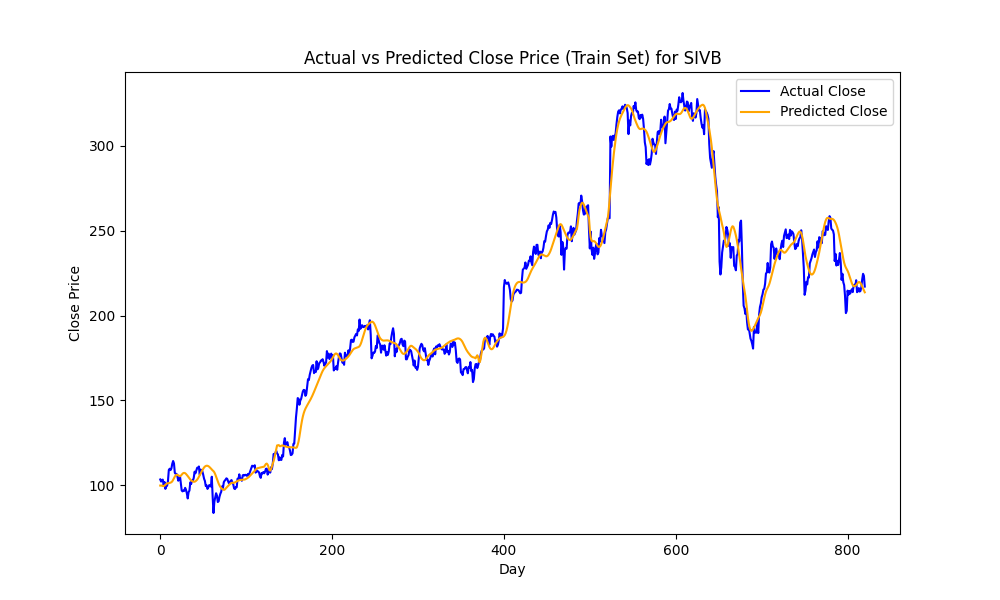 Actual vs Predicted Close Price (Train Set) for SIVB
Actual Close
Predicted Close
Close Price
300
250
200
150
100
0 200 400 600 800
Day